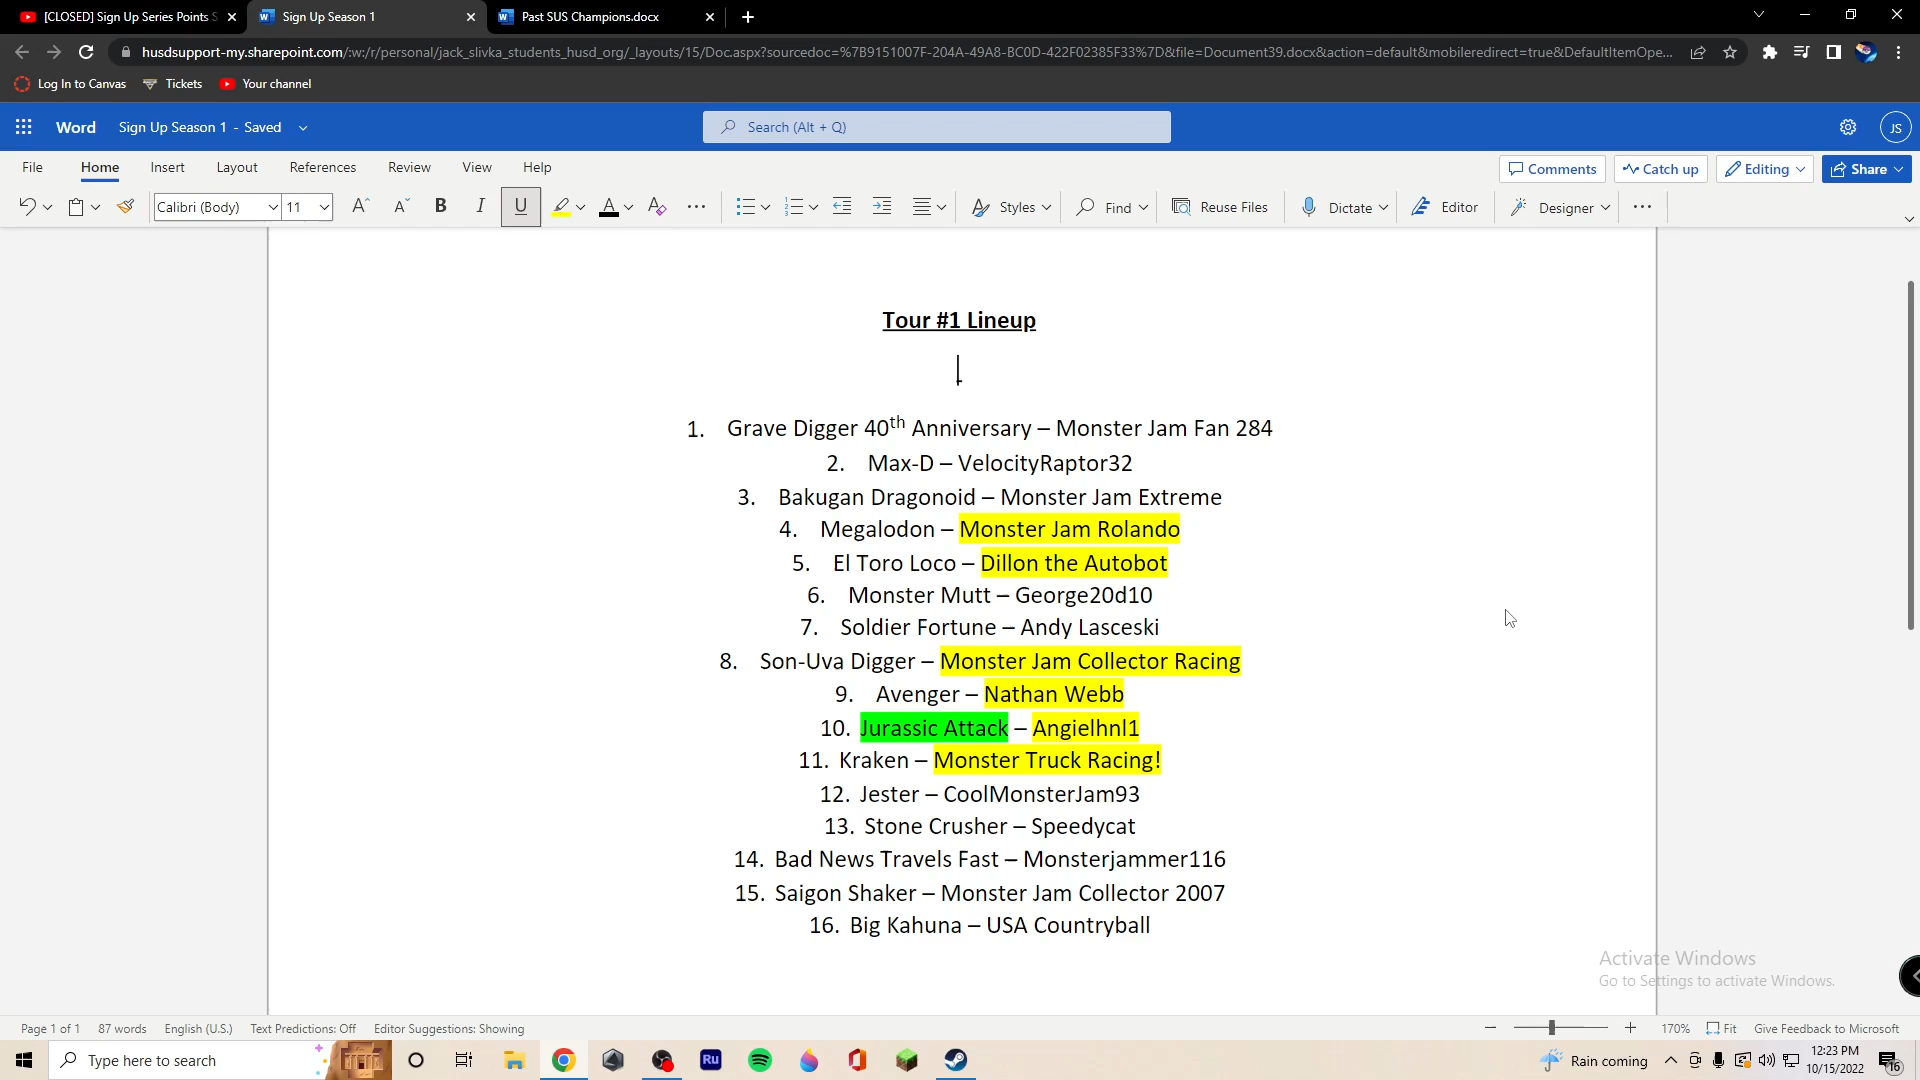 [CLOSED] Sign Up Series Points S
Sign Up Season 1
Past SUS Champions.docx
husdsupport-my.sharepoint.com/:w:/r/personal/jack_slivka_students_husd_org/_layouts/15/Doc.aspx?sourcedoc=%7B9151007F-204A-49A8-BC0D-422F02385F33%7D&file=Document39.docx&action=default&mobileredirect=true&DefaultItemOpe...
Log In to Canvas
Tickets
Your channel
Word
Sign Up Season 1 - Saved
Search (Alt + Q)
JS
File
Home
Insert
Layout
References
Review
View
Help
Comments
Catch up
Editing
Share
Calibri (Body)
11
A
A
B
I
U
A
Styles
Find
Reuse Files
Dictate
Editor
Designer
Tour #1 Lineup
1. Grave Digger 40th Anniversary – Monster Jam Fan 284
2. Max-D – VelocityRaptor32
3. Bakugan Dragonoid – Monster Jam Extreme
4. Megalodon – Monster Jam Rolando
5. El Toro Loco – Dillon the Autobot
6. Monster Mutt – George20d10
7. Soldier Fortune – Andy Lasceski
8. Son-Uva Digger – Monster Jam Collector Racing
9. Avenger – Nathan Webb
10. Jurassic Attack – Angielhnl1
11. Kraken – Monster Truck Racing!
12. Jester – CoolMonsterJam93
13. Stone Crusher – Speedycat
14. Bad News Travels Fast – Monsterjammer116
15. Saigon Shaker – Monster Jam Collector 2007
16. Big Kahuna – USA Countryball
Activate Windows
Go to Settings to activate Windows.
Page 1 of 1
87 words
English (U.S.)
Text Predictions: Off
Editor Suggestions: Showing
170%
Fit
Give Feedback to Microsoft
Type here to search
Ru
Rain coming
12:23 PM
10/15/2022
16